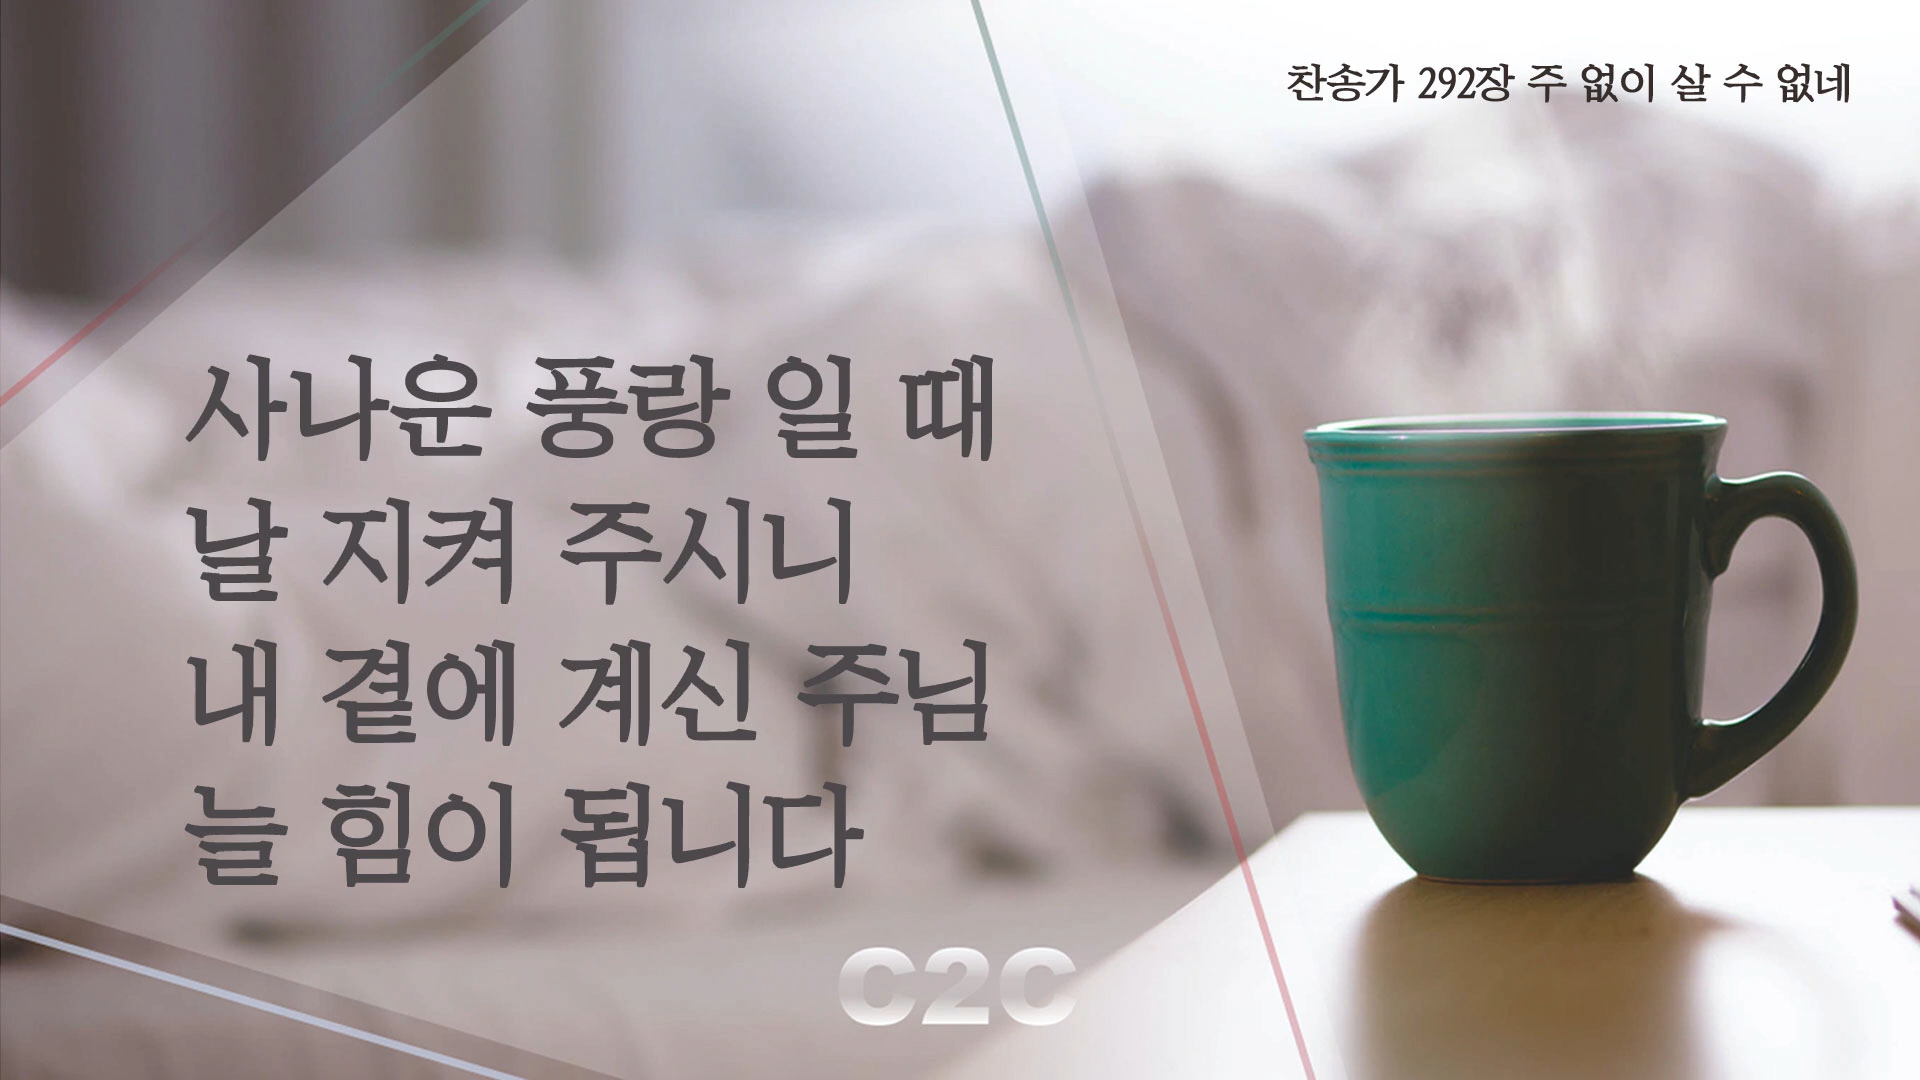 찬송가 292장 주 없이 살 수 없네
사나운 풍랑 일 때
날 지켜 주시니
내 곁에 계신 주님
늘 힘이 됩니다
C2C